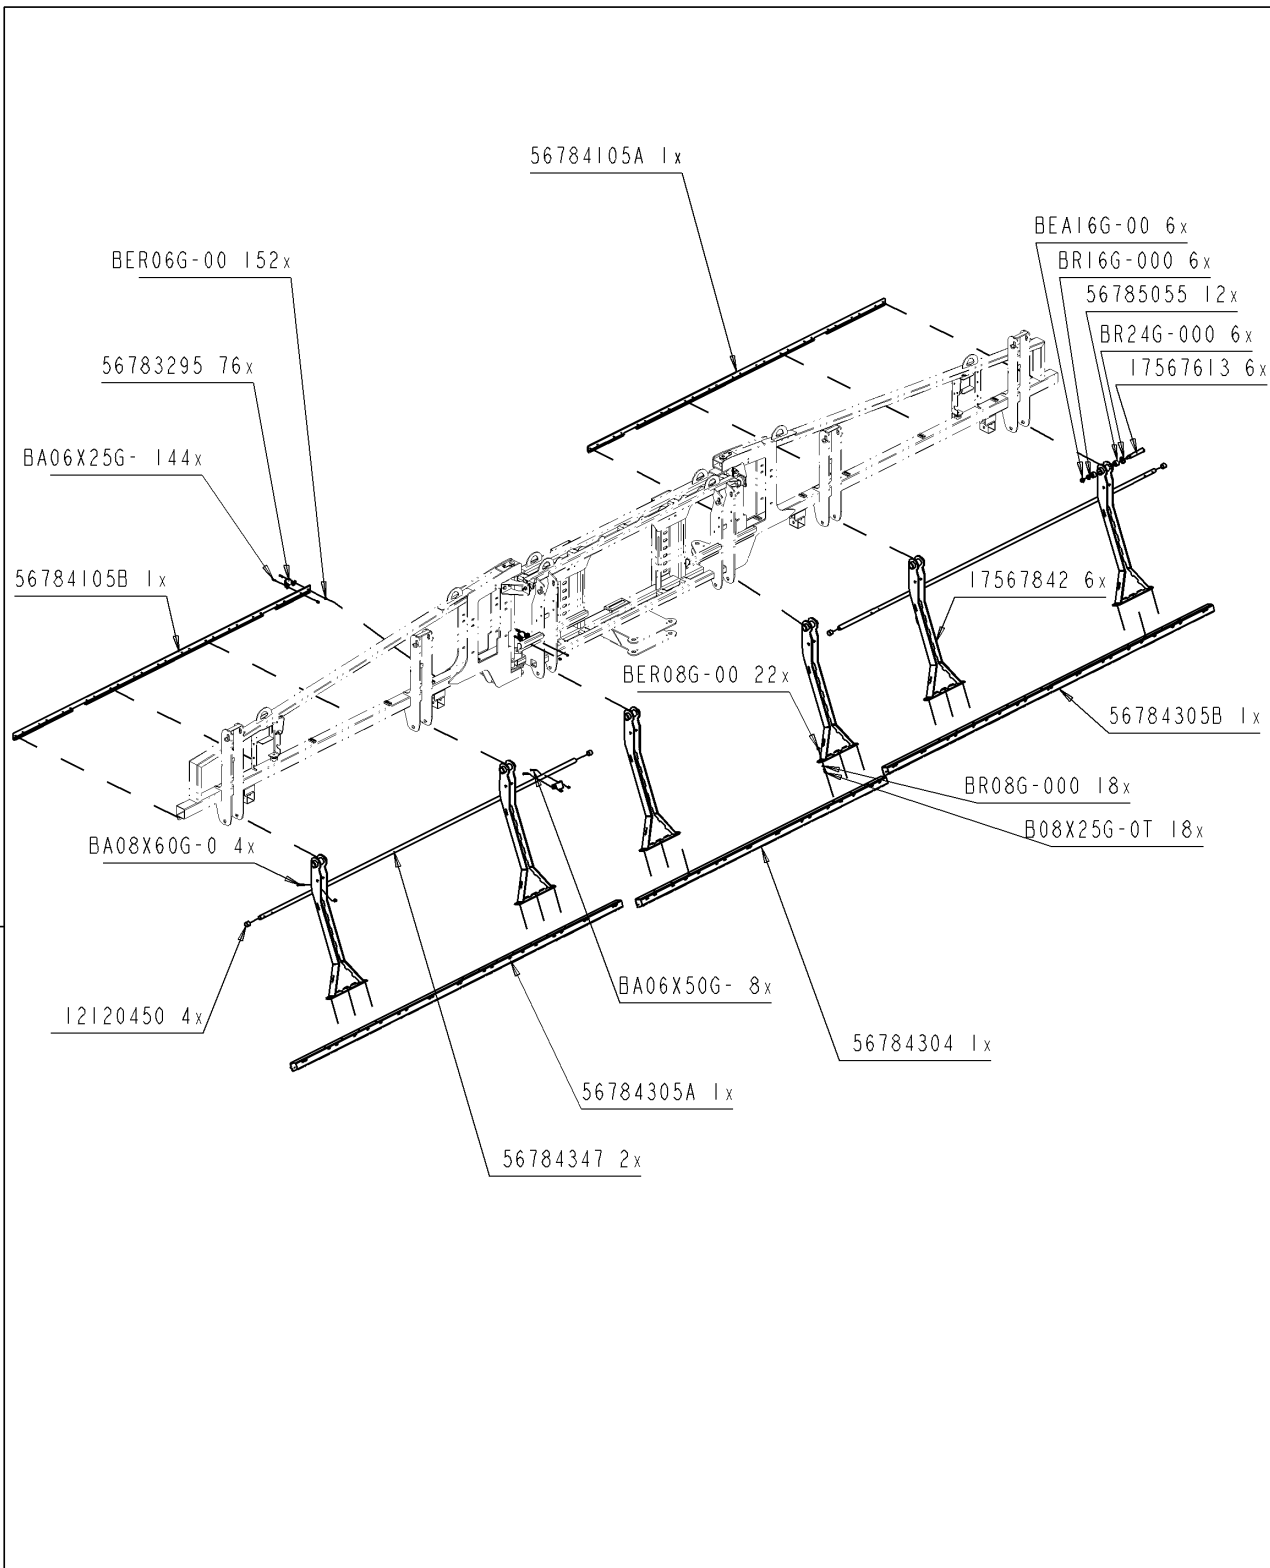 56784105A 1x
BEA16G-00 6x
BER06G-00 152x
BR16G-000 6x
56785055 12x
BR24G-000 6x
56783295 76x
17567613 6x
BA06X25G- 144x
56784105B 1x
17567842 6x
BER08G-00 22x
56784305B 1x
BR08G-000 18x
B08X25G-0T 18x
BA08X60G-0 4x
BA06X50G- 8x
12120450 4x
56784304 1x
56784305A 1x
56784347 2x